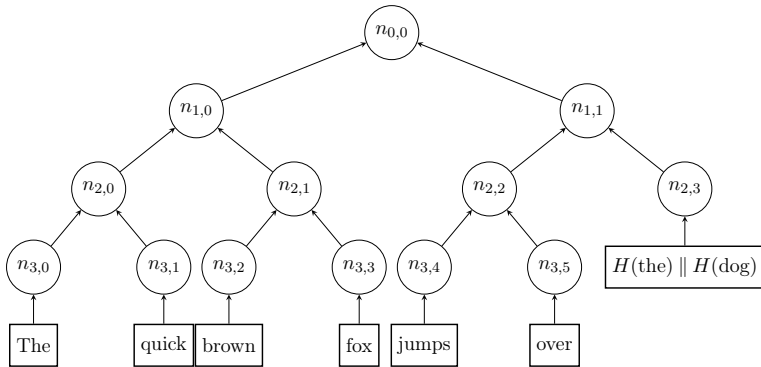 n₀,₀
n₁,₀ n₁,₁
n₂,₀ n₂,₁ n₂,₂ n₂,₃
n₃,₀ n₃,₁ n₃,₂ n₃,₃ n₃,₄ n₃,₅ H(the) ∥ H(dog)
The quick brown fox jumps over